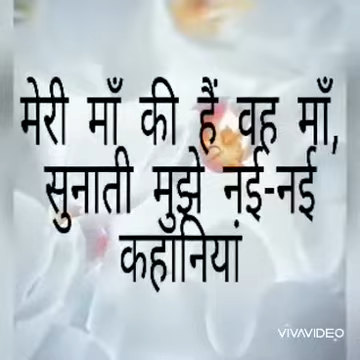 मेरी माँ की हैं वह माँ,
सुनाती मुझे नई-नई
कहानियां
VIVAVIDEO